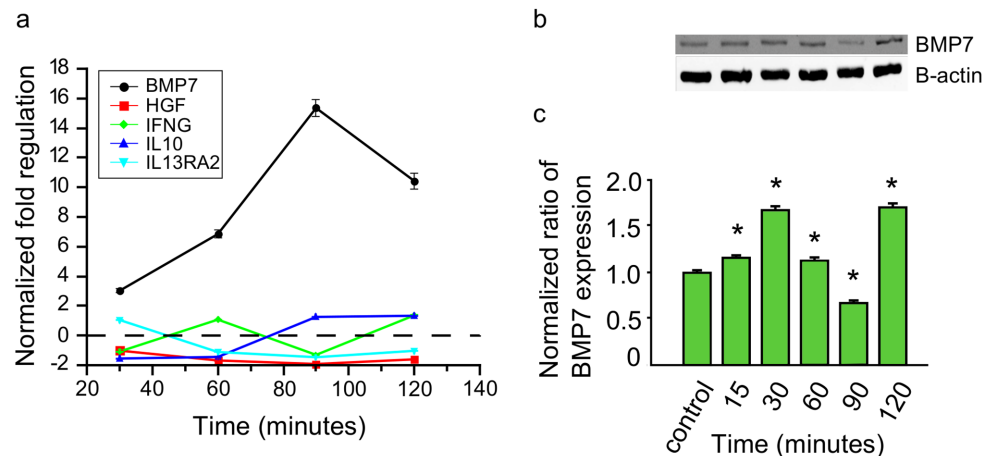 a
Normalized fold regulation
18
16
14
12
10
8
6
4
2
0
-2
BMP7
HGF
IFNG
IL10
IL13RA2
20 40 60 80 100 120 140
Time (minutes)
b
BMP7
B-actin
c
Normalized ratio of
BMP7 expression
2.0
1.5
1.0
0.5
0
* * * * *
control 15 30 60 90 120
Time (minutes)